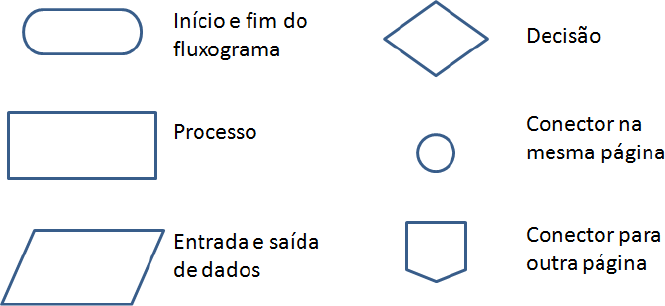 Início e fim do
fluxograma
Decisão
Processo
Conector na
mesma página
Entrada e saída
de dados
Conector para
outra página